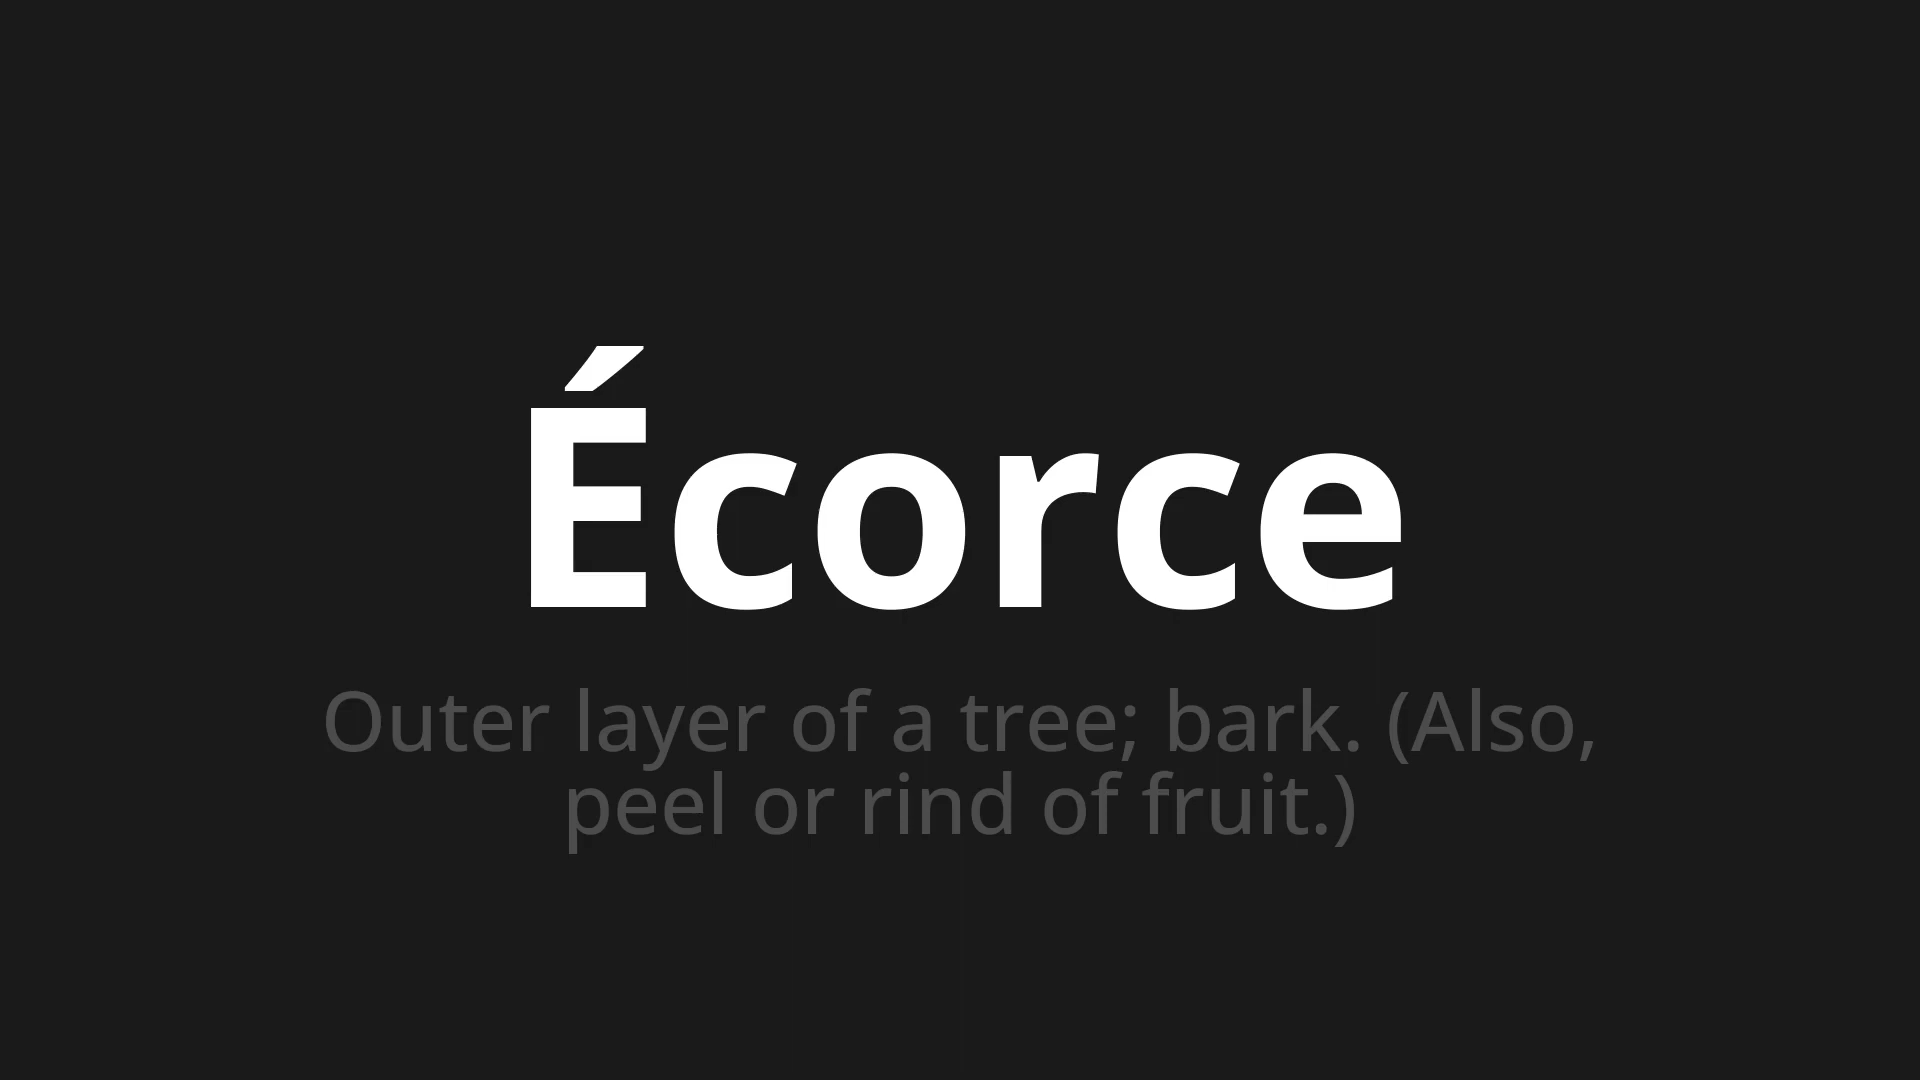 Écorce
Outer layer of a tree; bark. (Also,
peel or rind of fruit.)